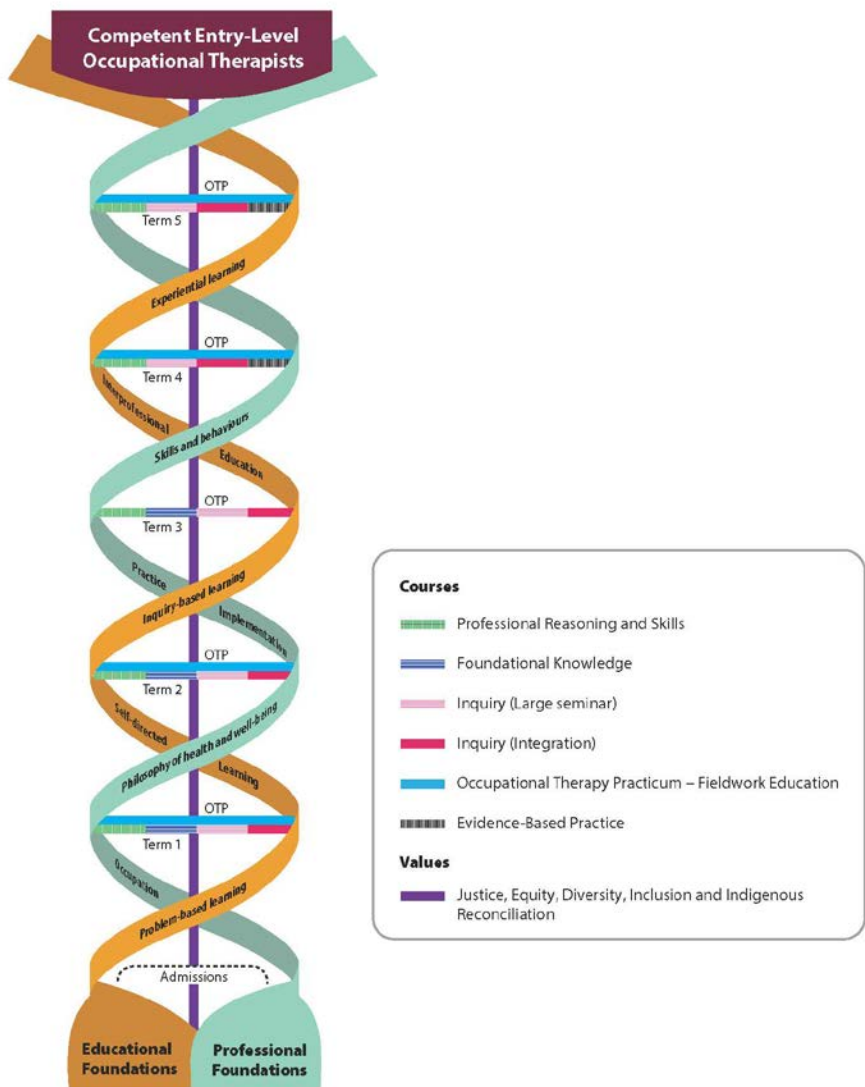 Competent Entry-Level
Occupational Therapists
OTP
Term 5
Experiential learning
OTP
Term 4
Interprofessional
Skills and behaviours
Education
OTP
Term 3
Practice
Inquiry-based learning
Implementation
OTP
Term 2
Self-directed
Philosophy of health and well-being
Learning
OTP
Term 1
Occupation
Problem-based learning
Admissions
Educational
Foundations
Professional
Foundations
Courses
Professional Reasoning and Skills
Foundational Knowledge
Inquiry (Large seminar)
Inquiry (Integration)
Occupational Therapy Practicum – Fieldwork Education
Evidence-Based Practice
Values
Justice, Equity, Diversity, Inclusion and Indigenous
Reconciliation